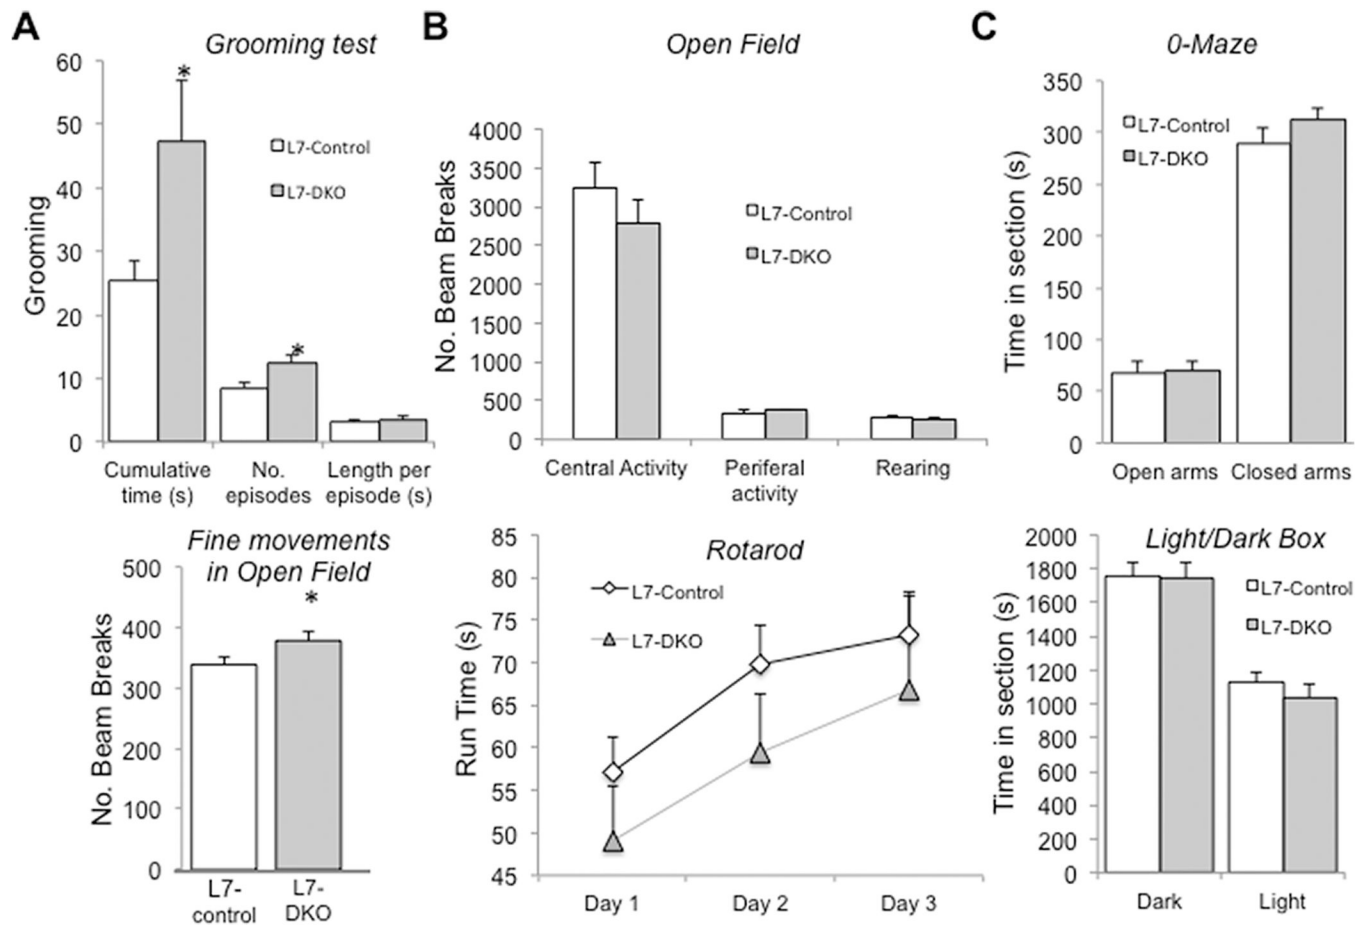 A
Grooming test
60
50
40
30
20
10
0
Grooming
*
*
L7-Control
L7-DKO
Cumulative
time (s)
No.
episodes
Length per
episode (s)
Fine movements
in Open Field
500
400
300
200
100
0
No. Beam Breaks
*
L7-
control
L7-
DKO
B
Open Field
4000
3500
3000
2500
2000
1500
1000
500
0
No. Beam Breaks
L7-Control
L7-DKO
Central Activity
Periferal
activity
Rearing
Rotarod
85
80
75
70
65
60
55
50
45
Run Time (s)
L7-Control
L7-DKO
Day 1
Day 2
Day 3
C
0-Maze
350
300
250
200
150
100
50
0
Time in section (s)
L7-Control
L7-DKO
Open arms
Closed arms
Light/Dark Box
2000
1800
1600
1400
1200
1000
800
600
400
200
0
Time in section (s)
L7-Control
L7-DKO
Dark
Light